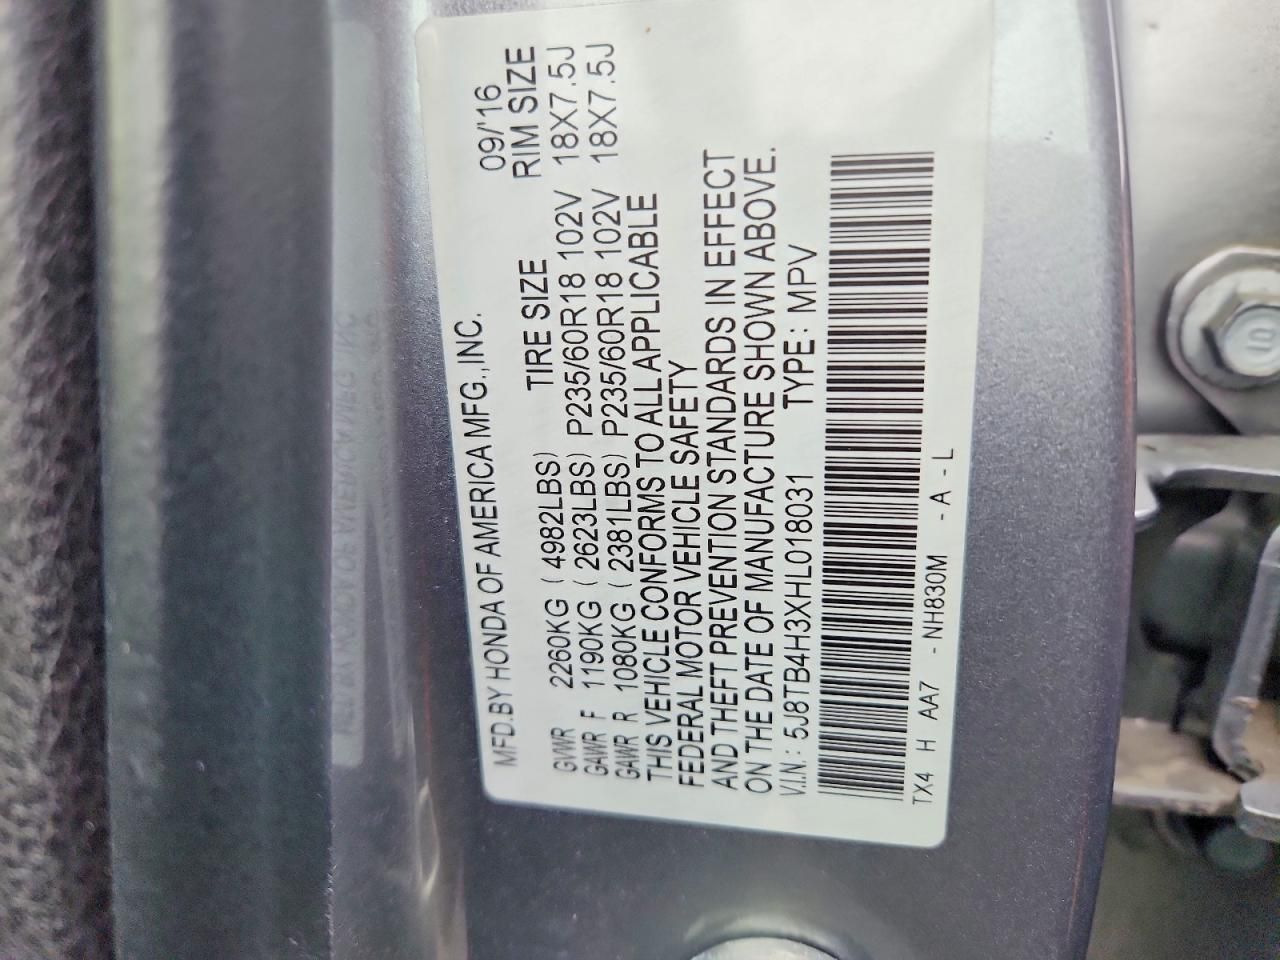 MFD.BY HONDA OF AMERICA MFG.,INC. 09/'16
TIRE SIZE RIM SIZE
GVWR 2260KG ( 4982LBS)
GAWR F 1190KG ( 2623LBS) P235/60R18 102V 18X7.5J
GAWR R 1080KG ( 2381LBS) P235/60R18 102V 18X7.5J
THIS VEHICLE CONFORMS TO ALL APPLICABLE
FEDERAL MOTOR VEHICLE SAFETY
AND THEFT PREVENTION STANDARDS IN EFFECT
ON THE DATE OF MANUFACTURE SHOWN ABOVE.
V.I.N.: 5J8TB4H3XHL018031 TYPE: MPV
TX4 H AA7 - NH830M - A - L
10